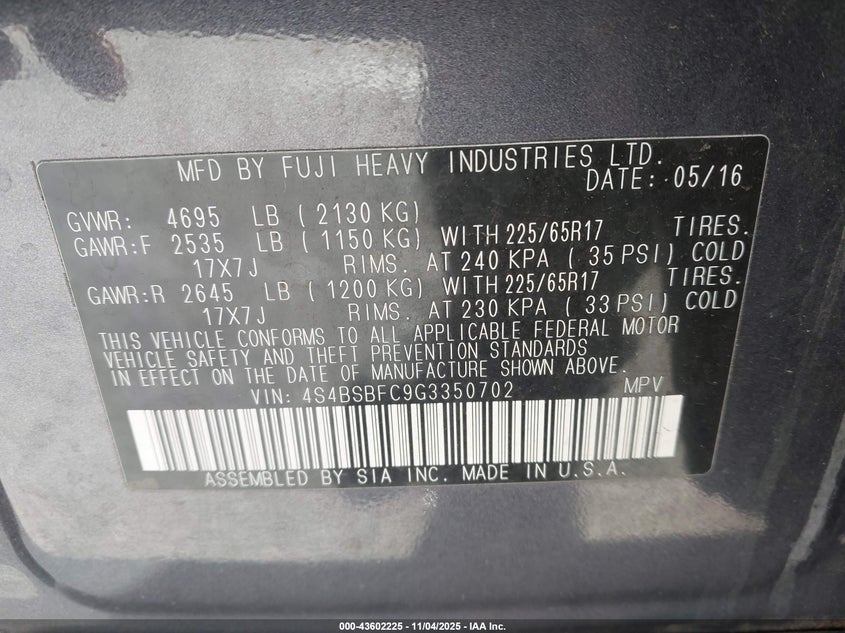 MFD BY FUJI HEAVY INDUSTRIES LTD.
DATE: 05/16
GVWR: 4695 LB ( 2130 KG)
GAWR:F 2535 LB ( 1150 KG) WITH 225/65R17 TIRES.
17X7J RIMS. AT 240 KPA ( 35 PSI) COLD
GAWR:R 2645 LB ( 1200 KG) WITH 225/65R17 TIRES.
17X7J RIMS. AT 230 KPA ( 33 PSI) COLD
THIS VEHICLE CONFORMS TO ALL APPLICABLE FEDERAL MOTOR
VEHICLE SAFETY AND THEFT PREVENTION STANDARDS
IN EFFECT ON THE DATE OF MANUFACTURE SHOWN ABOVE.
VIN: 4S4BSBFC9G3350702 MPV
ASSEMBLED BY SIA INC. MADE IN U.S.A.
000-43602225 - 11/04/2025 - IAA Inc.